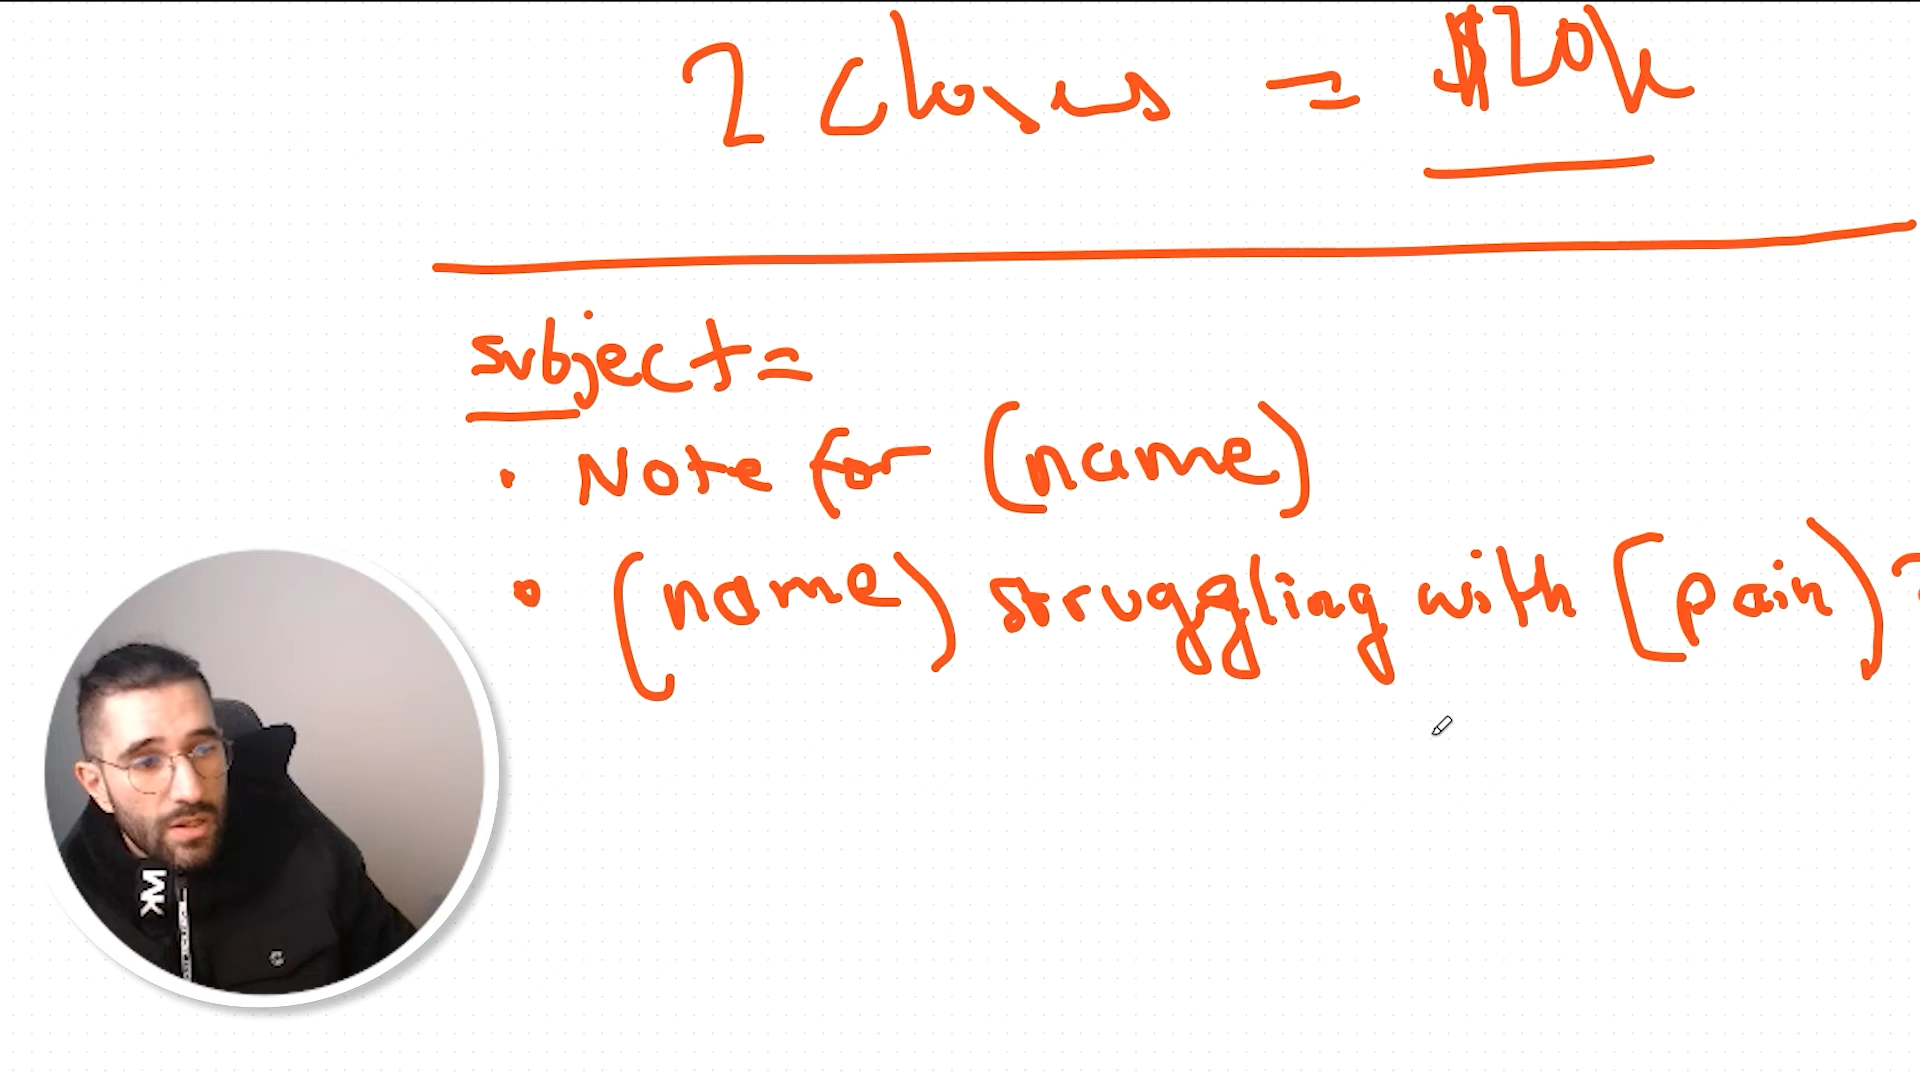 2 Closes = $20k
subject=
• Note for (name)
• (name) struggling with (pain)?